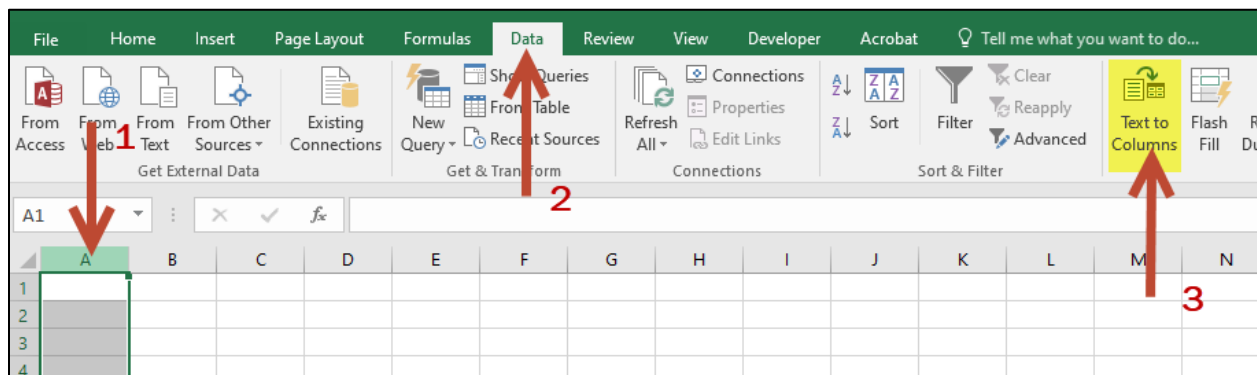 File Home Insert Page Layout Formulas Data Review View Developer Acrobat Tell me what you want to do...
From Access
From Web
From Text
From Other Sources
Existing Connections
Get External Data
New Query
Show Queries
From Table
Recent Sources
Get & Transform
Refresh All
Connections
Properties
Edit Links
Connections
A Z
Z A
Z A
A Z
Sort
Filter
Clear
Reapply
Advanced
Sort & Filter
Text to Columns
Flash Fill
1
2
3
A1 fx
A B C D E F G H I J K L M N
1
2
3
4